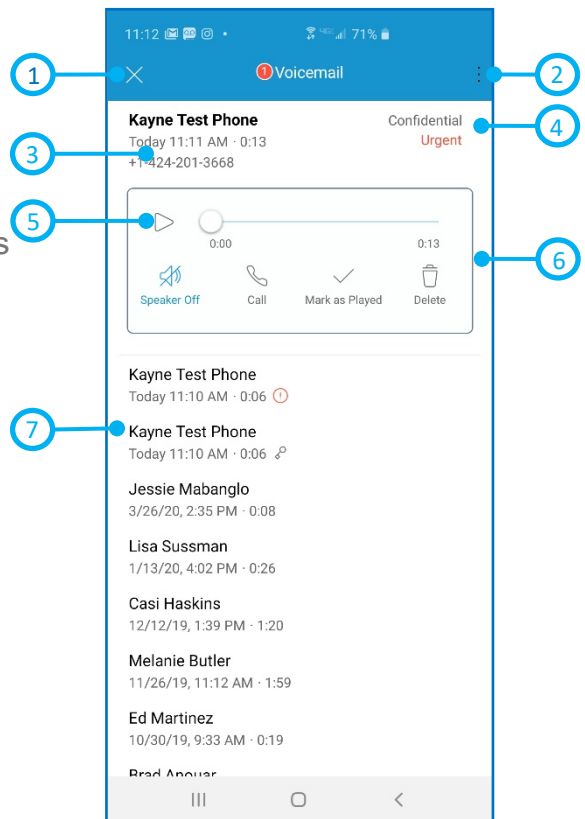 11:12 71%
1 2
1 Voicemail
Kayne Test Phone Confidential 4
3 Today 11:11 AM · 0:13 Urgent
+1-424-201-3668
5
S
0:00 0:13
6
Speaker Off Call Mark as Played Delete
Kayne Test Phone
Today 11:10 AM · 0:06
7 Kayne Test Phone
Today 11:10 AM · 0:06
Jessie Mabanglo
3/26/20, 2:35 PM · 0:08
Lisa Sussman
1/13/20, 4:02 PM · 0:26
Casi Haskins
12/12/19, 1:39 PM · 1:20
Melanie Butler
11/26/19, 11:12 AM · 1:59
Ed Martinez
10/30/19, 9:33 AM · 0:19
Brad Anouar